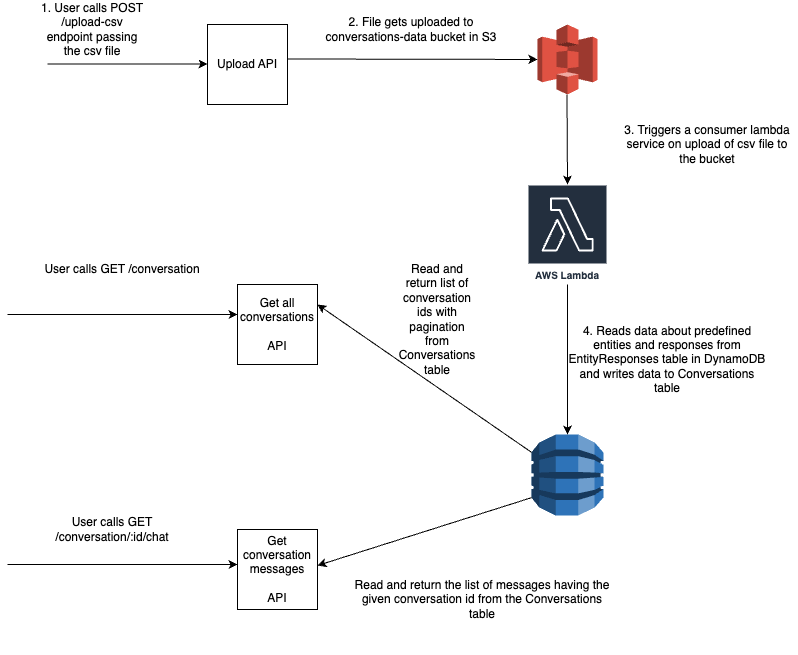 1. User calls POST
/upload-csv
endpoint passing
the csv file
Upload API
2. File gets uploaded to
conversations-data bucket in S3
3. Triggers a consumer lambda
service on upload of csv file to
the bucket
AWS Lambda
4. Reads data about predefined
entities and responses from
EntityResponses table in DynamoDB
and writes data to Conversations
table
User calls GET /conversation
Get all
conversations
API
Read and
return list of
conversation
ids with
pagination
from
Conversations
table
User calls GET
/conversation/:id/chat
Get
conversation
messages
API
Read and return the list of messages having the
given conversation id from the Conversations
table